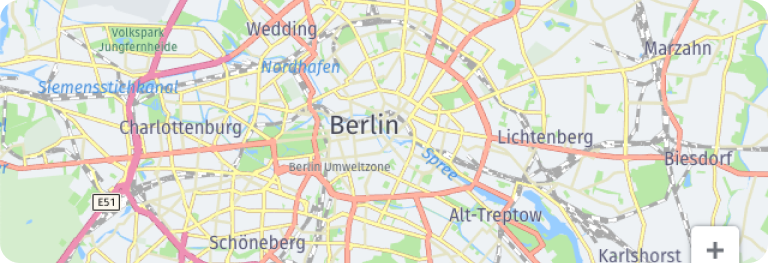 Wedding
Volkspark
Jungfernheide
Marzahn
Nordhafen
Siemensstichkanal
Charlottenburg
Berlin
Lichtenberg
Biesdorf
Spree
Berlin Umweltzone
E51
Alt-Treptow
Schöneberg
Karlshorst
+